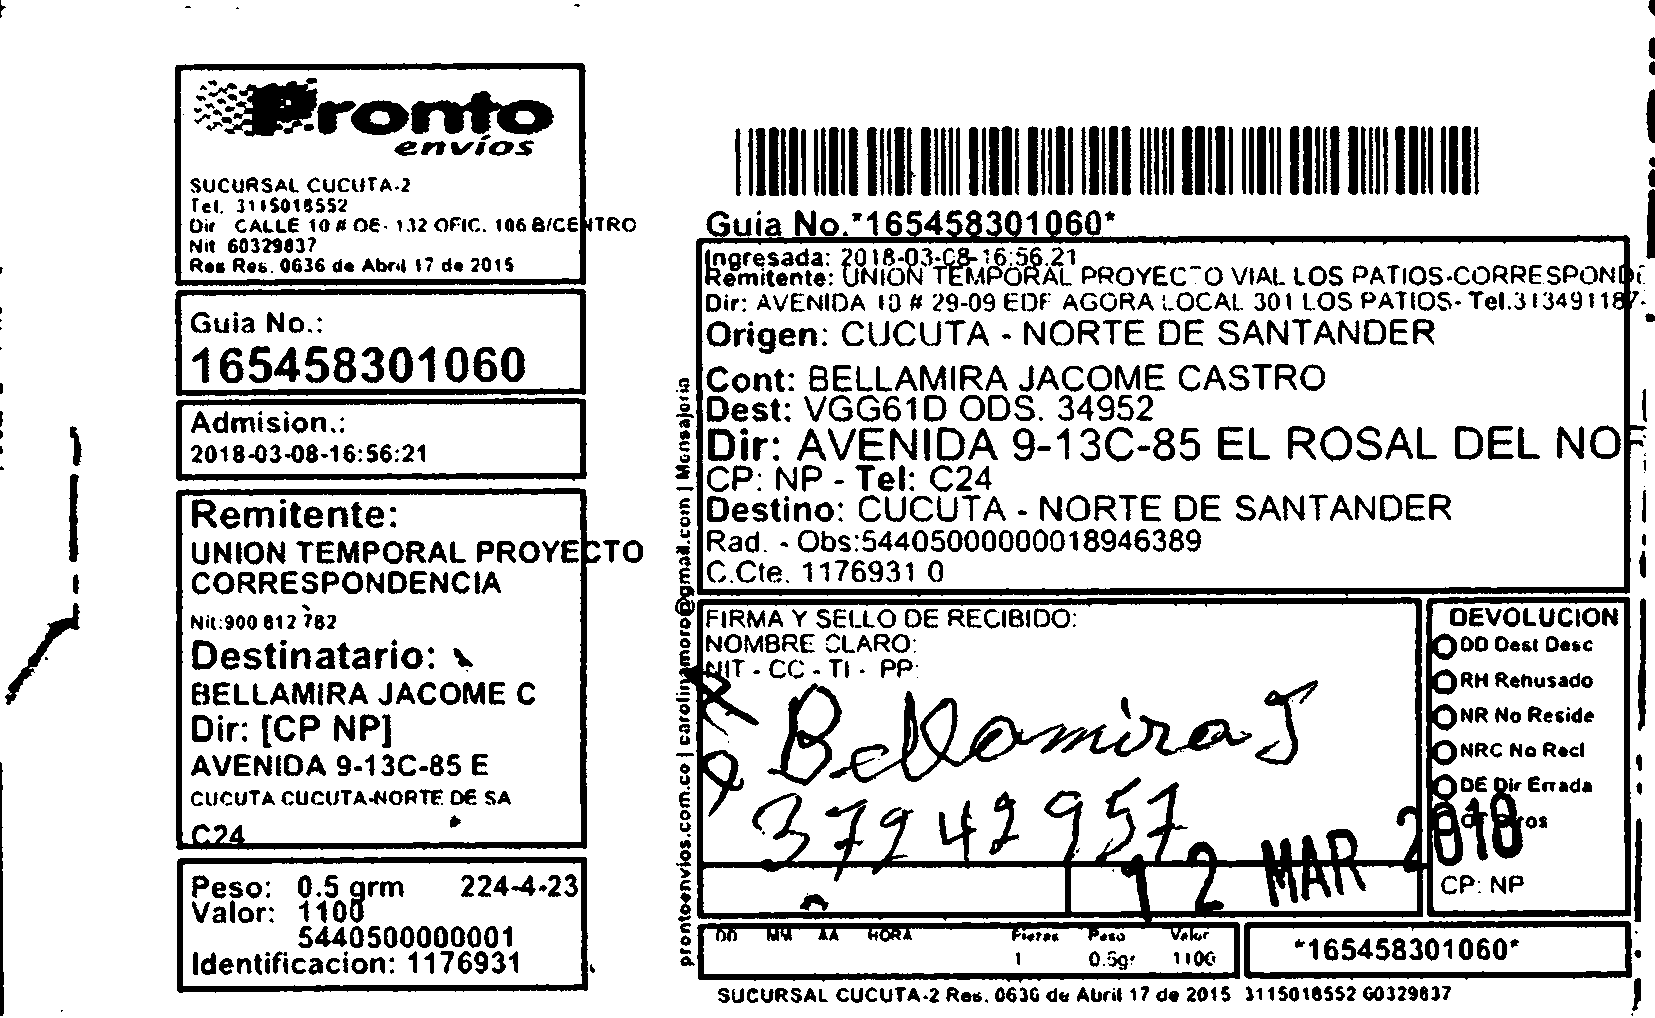 Pronto
envíos
SUCURSAL CUCUTA-2
Tel. 3115018552
Dir CALLE 10 # OE- 132 OFIC. 106 B/CENTRO
Nit 60329837
Res Res. 0636 de Abril 17 de 2015
Guia No.:
165458301060
Admision.:
2018-03-08-16:56:21
Remitente:
UNION TEMPORAL PROYECTO
CORRESPONDENCIA
Nit:900 812 782
Destinatario:
BELLAMIRA JACOME C
Dir: [CP NP]
AVENIDA 9-13C-85 E
CUCUTA CUCUTA-NORTE DE SA
C24
Peso: 0.5 grm 224-4-23
Valor: 1100
5440500000001
Identificacion: 1176931
prontoenvios.com.co | carolinamoro@gmail.com | Mensajeria
Guia No.*165458301060*
Ingresada: 2018-03-08-16:56.21
Remitente: UNION TEMPORAL PROYECTO VIAL LOS PATIOS-CORRESPONDE
Dir: AVENIDA 10 # 29-09 EDF AGORA LOCAL 301 LOS PATIOS- Tel.313491187-
Origen: CUCUTA - NORTE DE SANTANDER
Cont: BELLAMIRA JACOME CASTRO
Dest: VGG61D ODS. 34952
Dir: AVENIDA 9-13C-85 EL ROSAL DEL NOR
CP: NP - Tel: C24
Destino: CUCUTA - NORTE DE SANTANDER
Rad. - Obs:54405000000018946389
C.Cte. 1176931 0
FIRMA Y SELLO DE RECIBIDO:
NOMBRE CLARO:
NIT - CC - TI - PP:
Bellamira J
37242957
12 MAR 2018
DEVOLUCION
DD Dest Desc
RH Rehusado
NR No Reside
NRC No Recl
DE Dir Errada
OT Otros
CP: NP
DD MM AA HORA Piezas Peso Valor
1 0.5gr 1100
*165458301060*
SUCURSAL CUCUTA-2 Res. 0636 de Abril 17 de 2015 3115018552 60329837